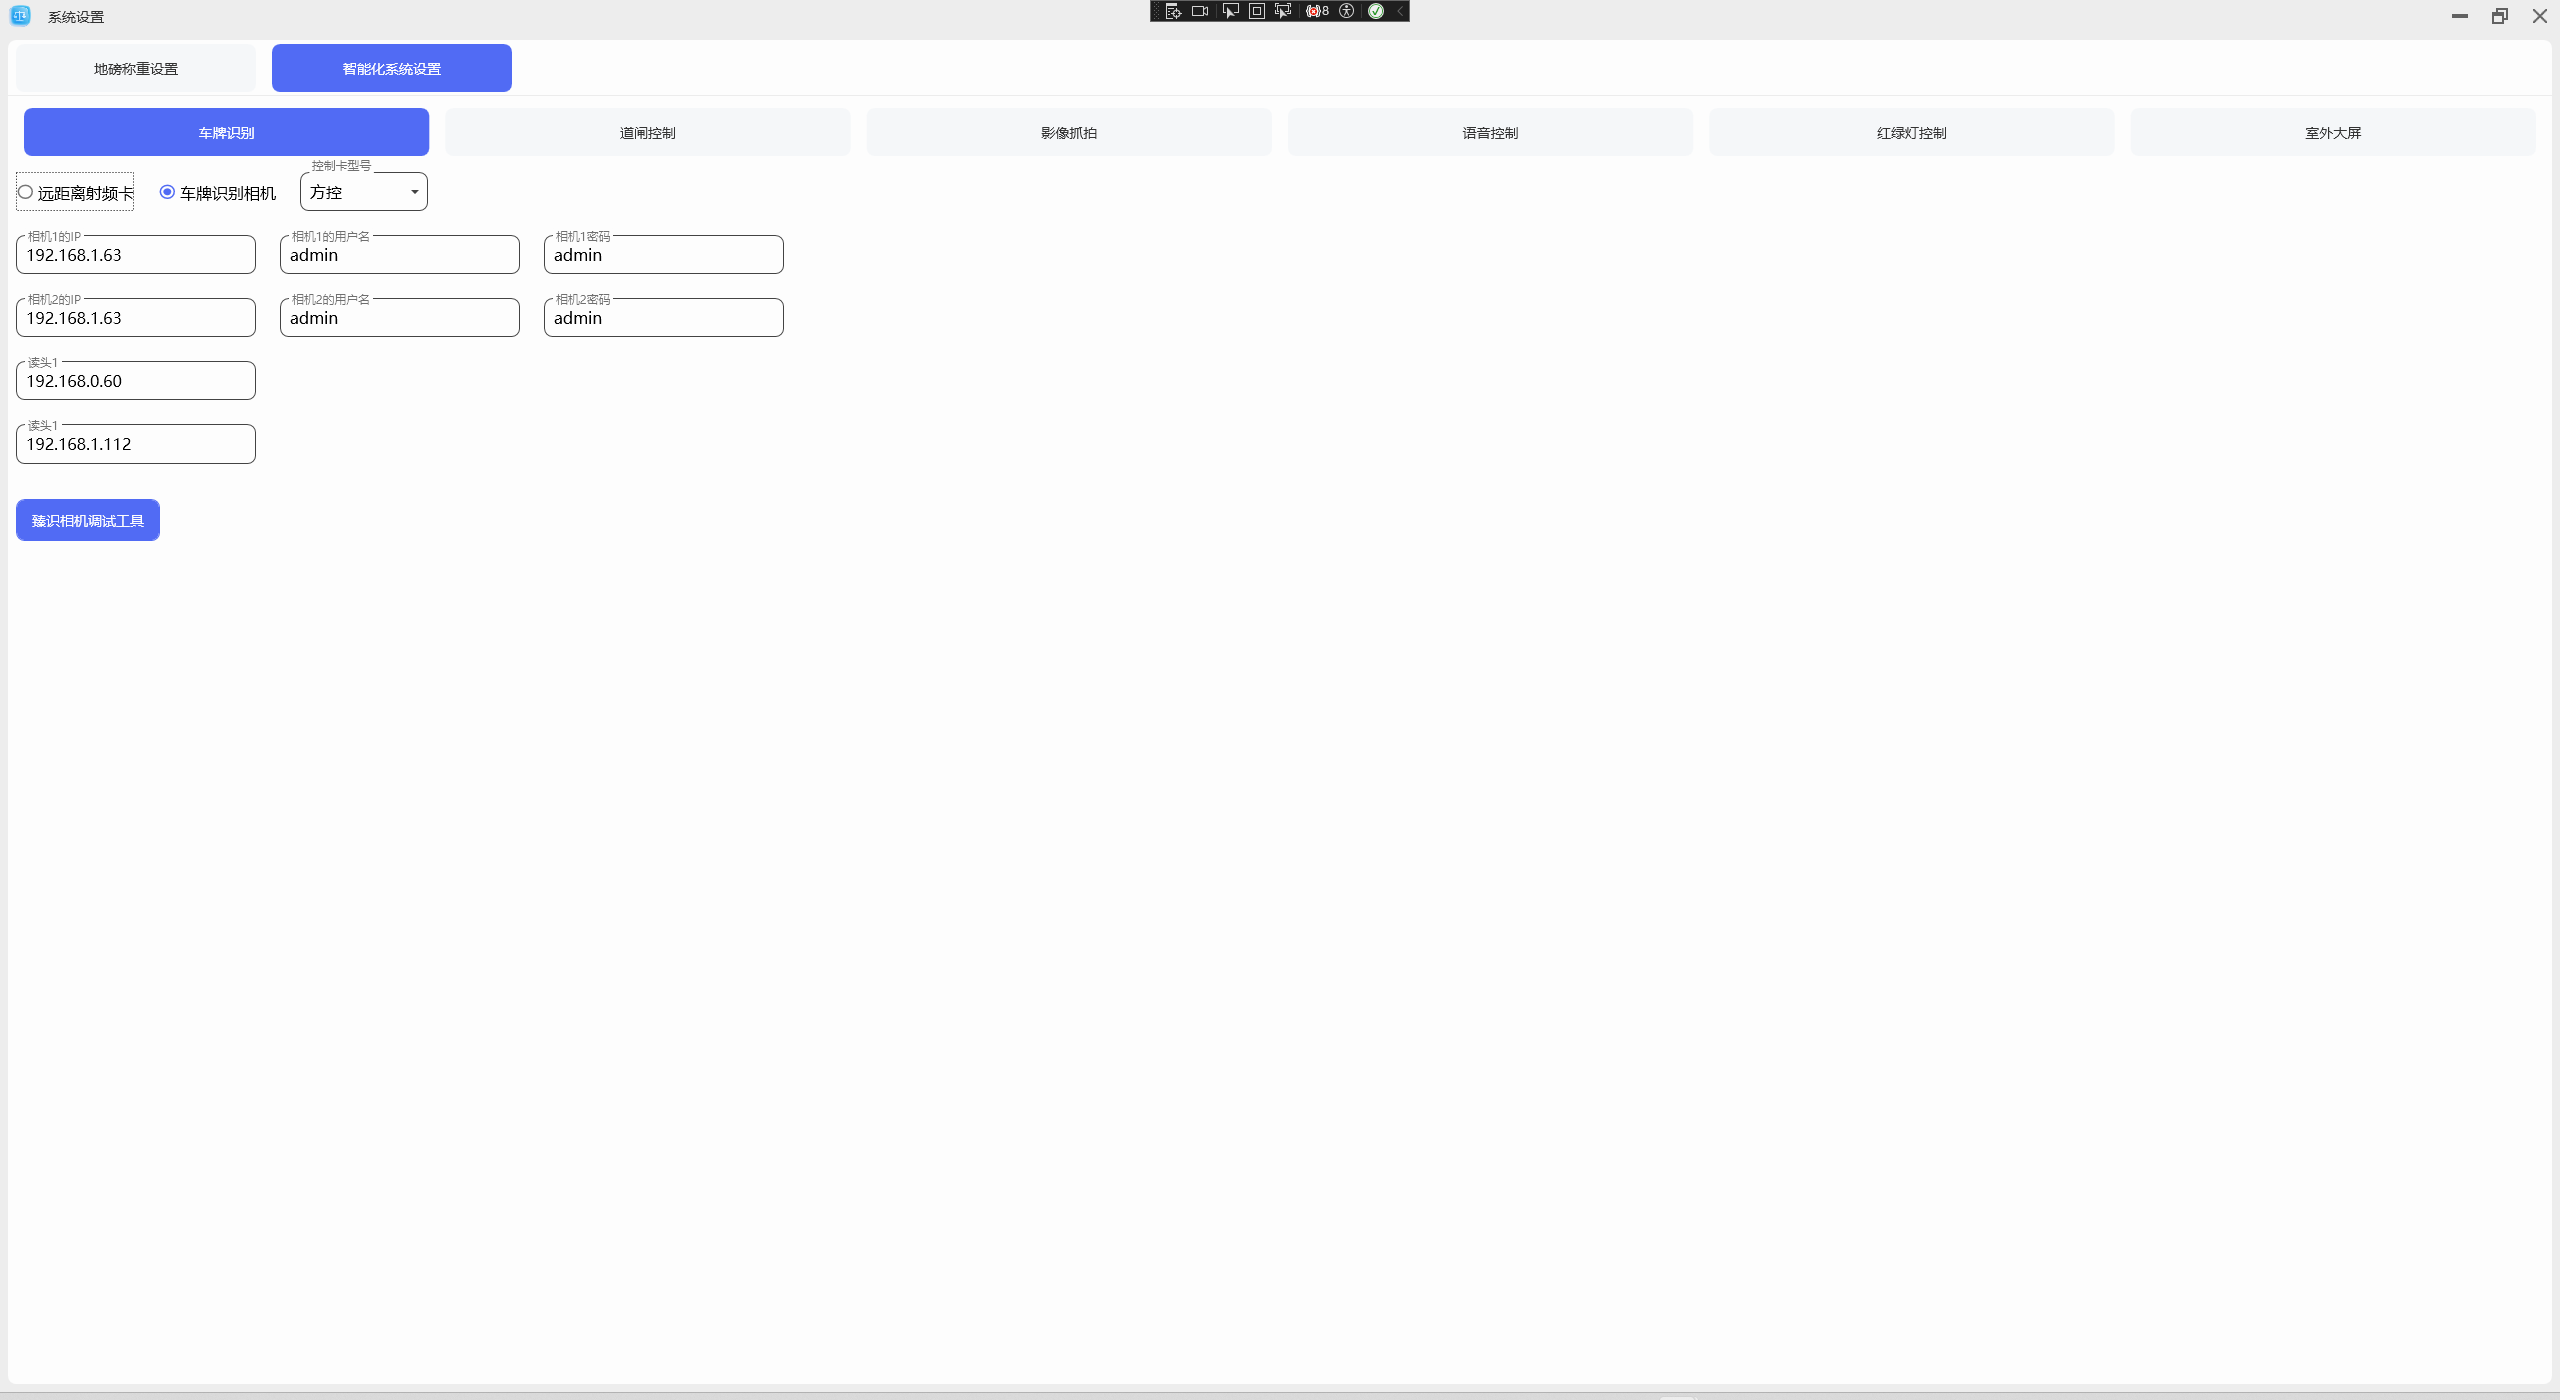 系统设置
8
地磅称重设置
智能化系统设置
车牌识别
道闸控制
影像抓拍
语音控制
红绿灯控制
室外大屏
远距离射频卡
车牌识别相机
控制卡型号
方控
相机1的IP
192.168.1.63
相机1的用户名
admin
相机1密码
admin
相机2的IP
192.168.1.63
相机2的用户名
admin
相机2密码
admin
读头1
192.168.0.60
读头1
192.168.1.112
臻识相机调试工具